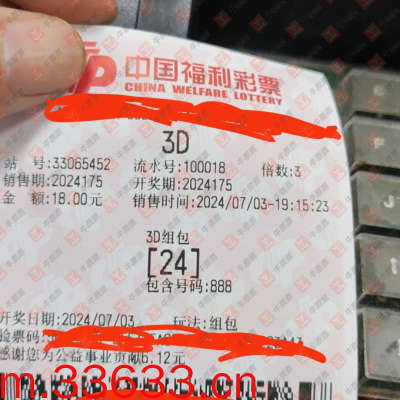 中国福利彩票
CHINA WELFARE LOTTERY
3D
站 号:33065452 流水号:100018 倍数:3
销售期:2024175 开奖期:2024175
金 额:18.00元 销售时间:2024/07/03-19:15:23
3D组包
[24]
包含号码:888
开奖日期:2024/07/03 玩法:组包
验票码:
感谢您为公益事业贡献6.12元
m.33633.cn